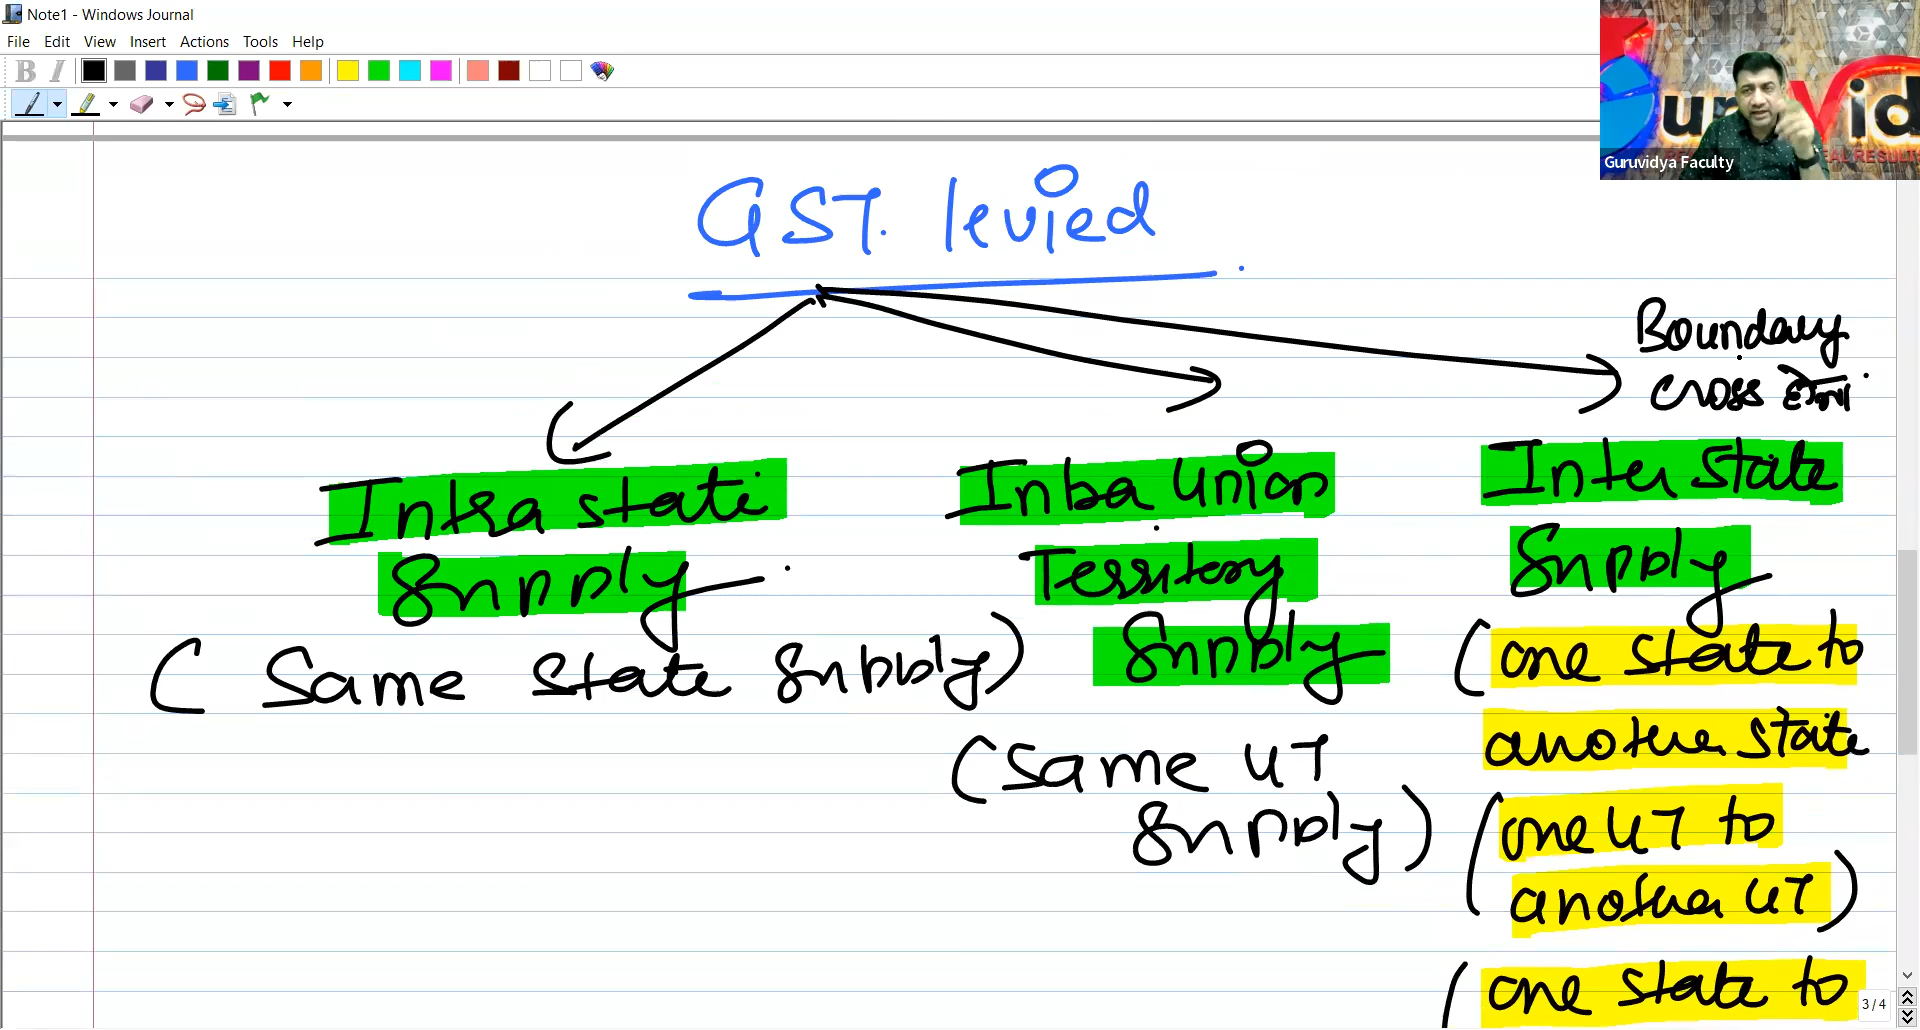 Note1 - Windows Journal
File Edit View Insert Actions Tools Help
B I
Guruvidya Faculty
GST. levied
Boundary
cross होना
Intra state
Supply
(Same state Supply)
Intra Union
Territory
Supply
(Same UT
Supply)
Inter state
Supply
(one state to
another state
(one UT to
another UT)
(one state to
3 / 4